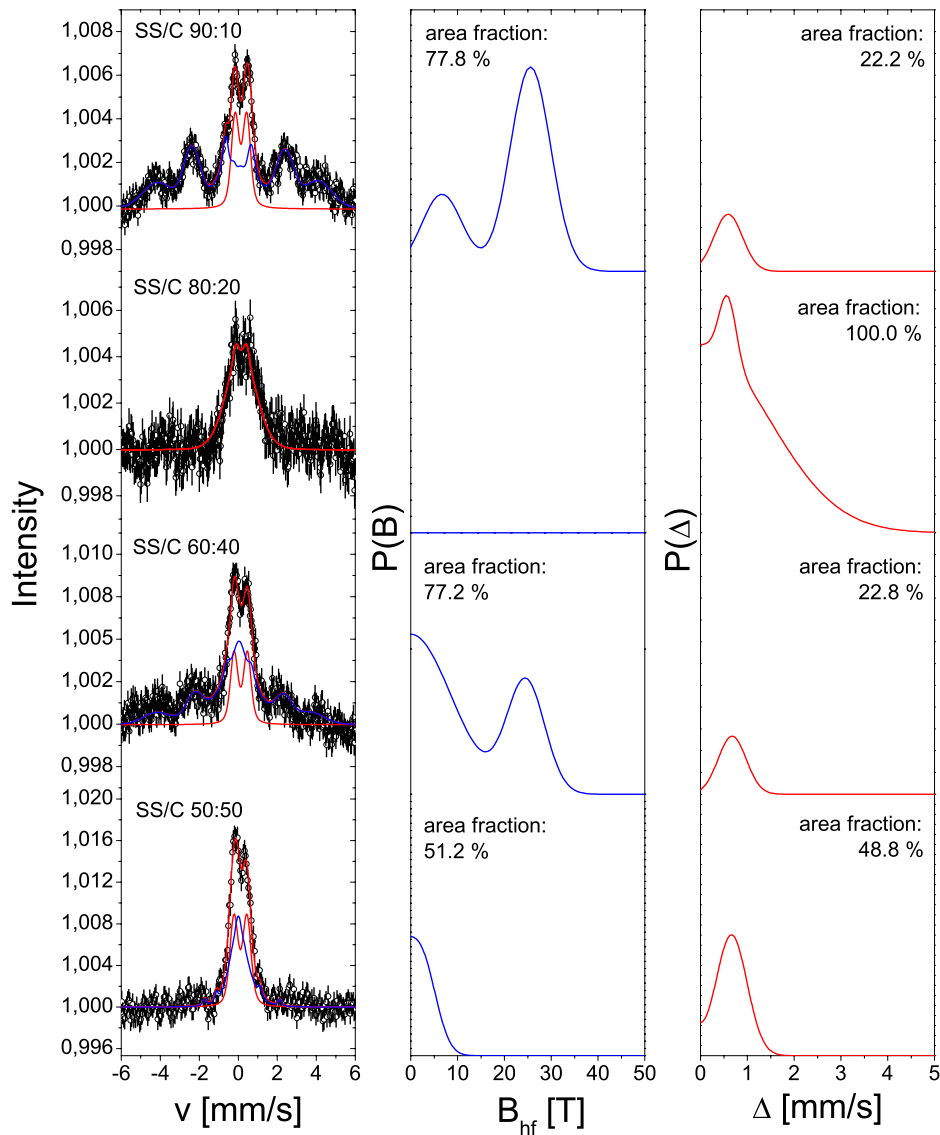 Intensity
SS/C 90:10
1,008
1,006
1,004
1,002
1,000
0,998
SS/C 80:20
1,006
1,004
1,002
1,000
0,998
SS/C 60:40
1,010
1,008
1,005
1,002
1,000
0,998
SS/C 50:50
1,020
1,016
1,012
1,008
1,004
1,000
0,996
-6 -4 -2 0 2 4 6
v [mm/s]
P(B)
area fraction:
77.8 %
area fraction:
77.2 %
area fraction:
51.2 %
0 10 20 30 40 50
B_hf [T]
P(Δ)
area fraction:
22.2 %
area fraction:
100.0 %
area fraction:
22.8 %
area fraction:
48.8 %
0 1 2 3 4 5
Δ [mm/s]